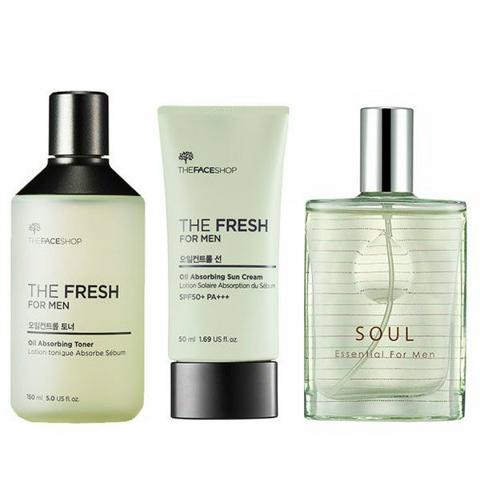 THEFACESHOP
THE FRESH
FOR MEN
오일컨트롤 토너
Oil Absorbing Toner
Lotion tonique Absorbe Sébum
150 ml 5.0 US fl. oz.
THEFACESHOP
THE FRESH
FOR MEN
오일컨트롤 선
Oil Absorbing Sun Cream
Lotion Solaire Absorption du Sébum
SPF50+ PA+++
50 ml 1.69 US fl. oz.
SOUL
Essential For Men